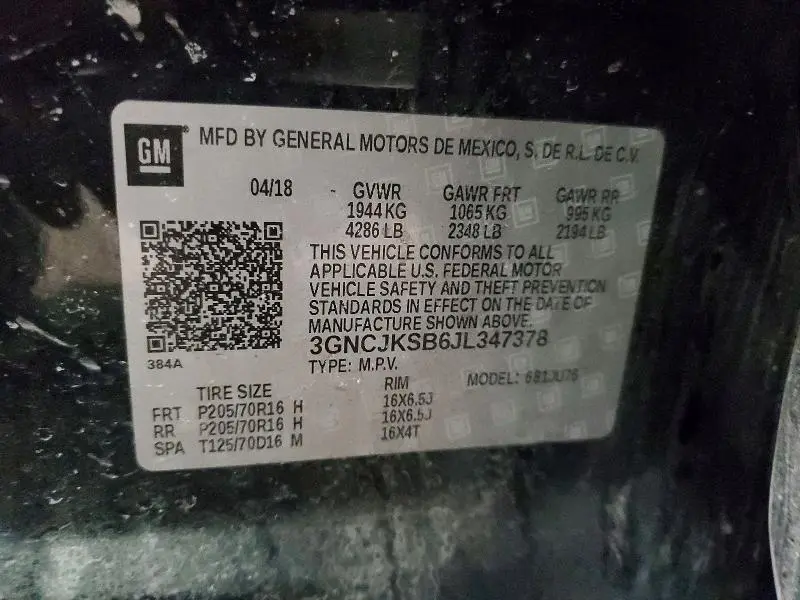 GM ® MFD BY GENERAL MOTORS DE MEXICO, S. DE R.L. DE C.V.
04/18 - GVWR GAWR FRT GAWR RR
1944 KG 1065 KG 995 KG
4286 LB 2348 LB 2194 LB
THIS VEHICLE CONFORMS TO ALL
APPLICABLE U.S. FEDERAL MOTOR
VEHICLE SAFETY AND THEFT PREVENTION
STANDARDS IN EFFECT ON THE DATE OF
MANUFACTURE SHOWN ABOVE.
3GNCJKSB6JL347378
384A
TYPE: M.P.V. MODEL: 681JU76
TIRE SIZE RIM
FRT P205/70R16 H 16X6.5J
RR P205/70R16 H 16X6.5J
SPA T125/70D16 M 16X4T